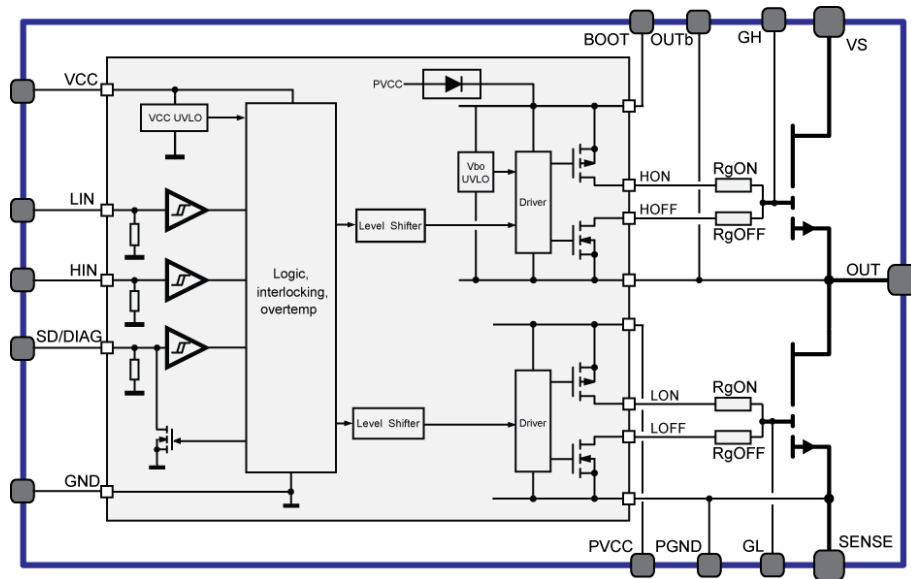 BOOT
OUTb
GH
VS
VCC
PVCC
VCC UVLO
Vbo
UVLO
Driver
HON
RgON
LIN
HOFF
RgOFF
Level Shifter
HIN
Logic,
interlocking,
overtemp
OUT
SD/DIAG
RgON
LON
Level Shifter
Driver
LOFF
RgOFF
GND
PVCC
PGND
GL
SENSE